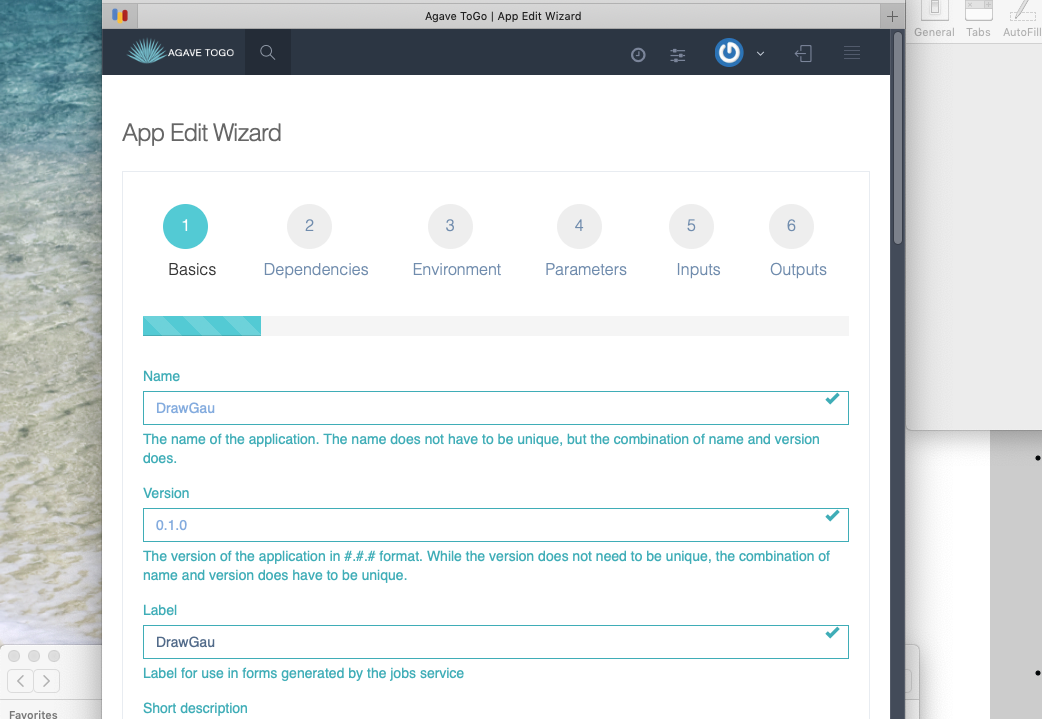 Agave ToGo | App Edit Wizard
General Tabs AutoFill
AGAVE TOGO
App Edit Wizard
1 2 3 4 5 6
Basics Dependencies Environment Parameters Inputs Outputs
Name
DrawGau
The name of the application. The name does not have to be unique, but the combination of name and version
does.
Version
0.1.0
The version of the application in #.#.# format. While the version does not need to be unique, the combination of
name and version does have to be unique.
Label
DrawGau
Label for use in forms generated by the jobs service
Short description
Favorites